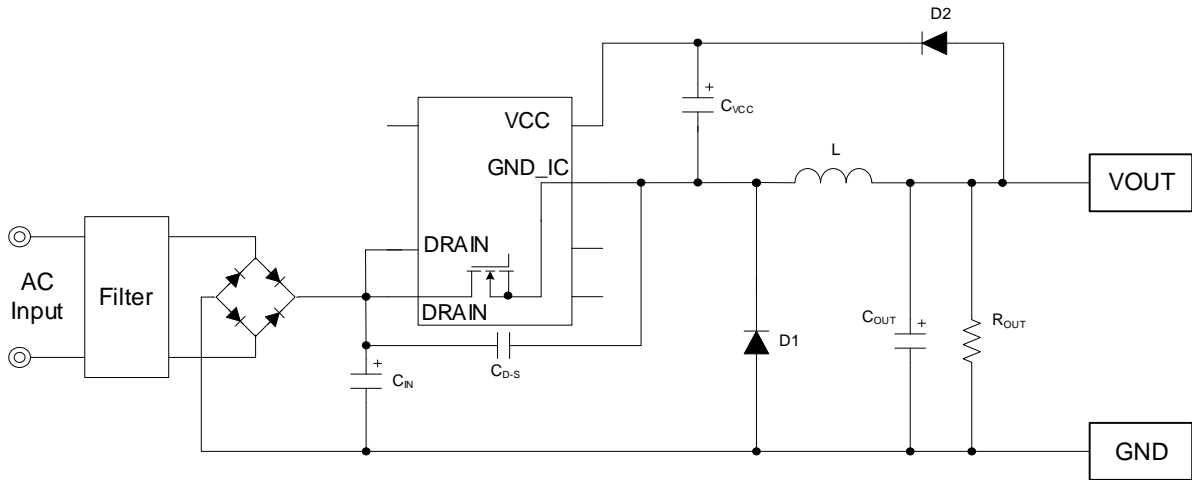 D2
+
CVCC
VCC
GND_IC
L
VOUT
DRAIN
AC
Input
Filter
DRAIN
COUT
+
ROUT
D1
CD-S
+
CIN
GND